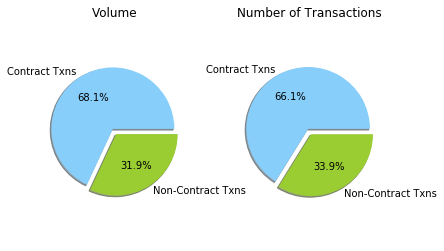 Volume
Contract Txns
68.1%
31.9%
Non-Contract Txns
Number of Transactions
Contract Txns
66.1%
33.9%
Non-Contract Txns